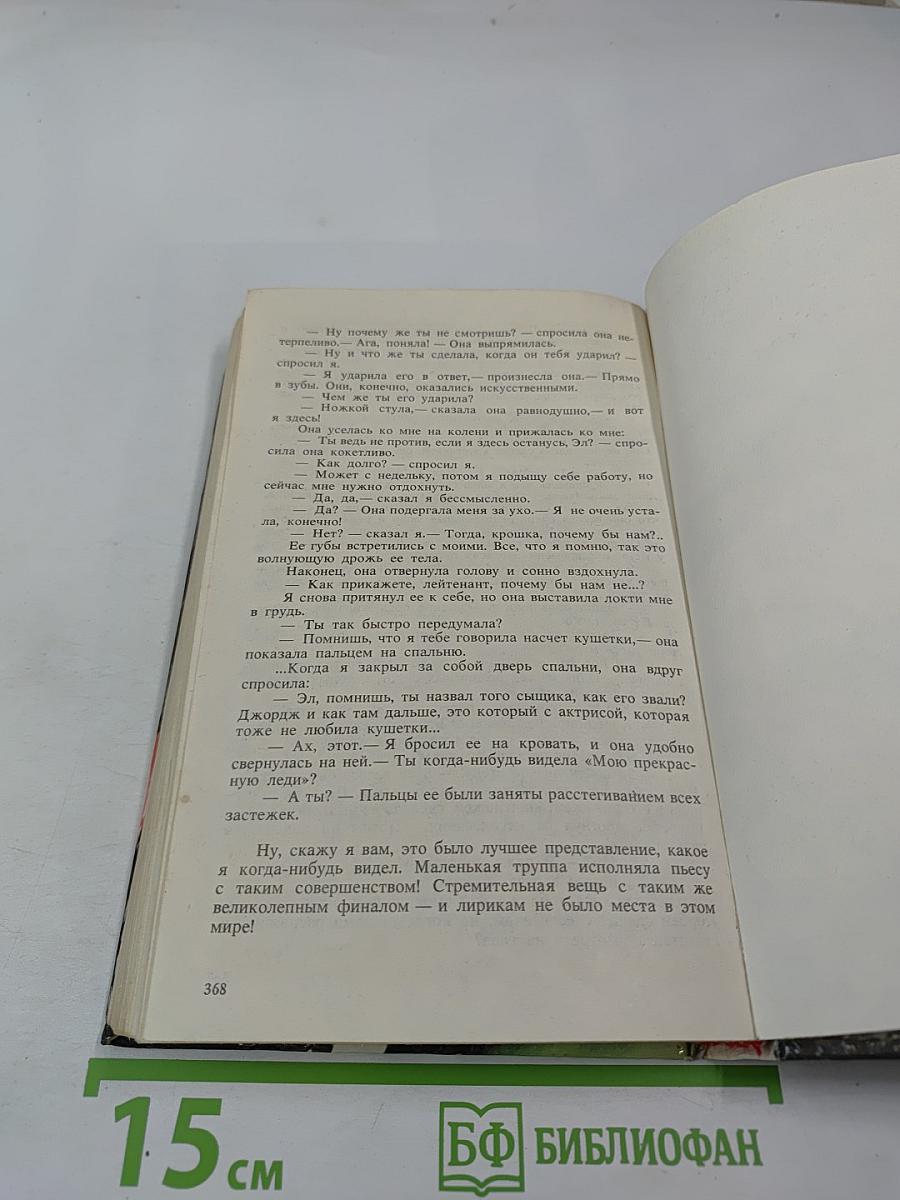 — Ну почему же ты не смотришь? — спросила она не-
терпеливо.— Ага, поняла! — Она выпрямилась.
— Ну и что же ты сделала, когда он тебя ударил? —
спросил я.
— Я ударила его в ответ,— произнесла она.— Прямо
в зубы. Они, конечно, оказались искусственными.
— Чем же ты его ударила?
— Ножкой стула,— сказала она равнодушно,— и вот
я здесь!
Она уселась ко мне на колени и прижалась ко мне:
— Ты ведь не против, если я здесь останусь, Эл? — спро-
сила она кокетливо.
— Как долго? — спросил я.
— Может с недельку, потом я подыщу себе работу, но
сейчас мне нужно отдохнуть.
— Да, да,— сказал я бессмысленно.
— Да? — Она подергала меня за ухо.— Я не очень уста-
ла, конечно!
— Нет? — сказал я.— Тогда, крошка, почему бы нам?..
Ее губы встретились с моими. Все, что я помню, так это
волнующую дрожь ее тела.
Наконец, она отвернула голову и сонно вздохнула.
— Как прикажете, лейтенант, почему бы нам не...?
Я снова притянул ее к себе, но она выставила локти мне
в грудь.
— Ты так быстро передумала?
— Помнишь, что я тебе говорила насчет кушетки,— она
показала пальцем на спальню.
...Когда я закрыл за собой дверь спальни, она вдруг
спросила:
— Эл, помнишь, ты назвал того сыщика, как его звали?
Джордж и как там дальше, это который с актрисой, которая
тоже не любила кушетки...
— Ах, этот.— Я бросил ее на кровать, и она удобно
свернулась на ней.— Ты когда-нибудь видела «Мою прекрас-
ную леди»?
— А ты? — Пальцы ее были заняты расстегиванием всех
застежек.
Ну, скажу я вам, это было лучшее представление, какое
я когда-нибудь видел. Маленькая труппа исполняла пьесу
с таким совершенством! Стремительная вещь с таким же
великолепным финалом — и лирикам не было места в этом
мире!
368
15 см
БФ БИБЛИОФАН